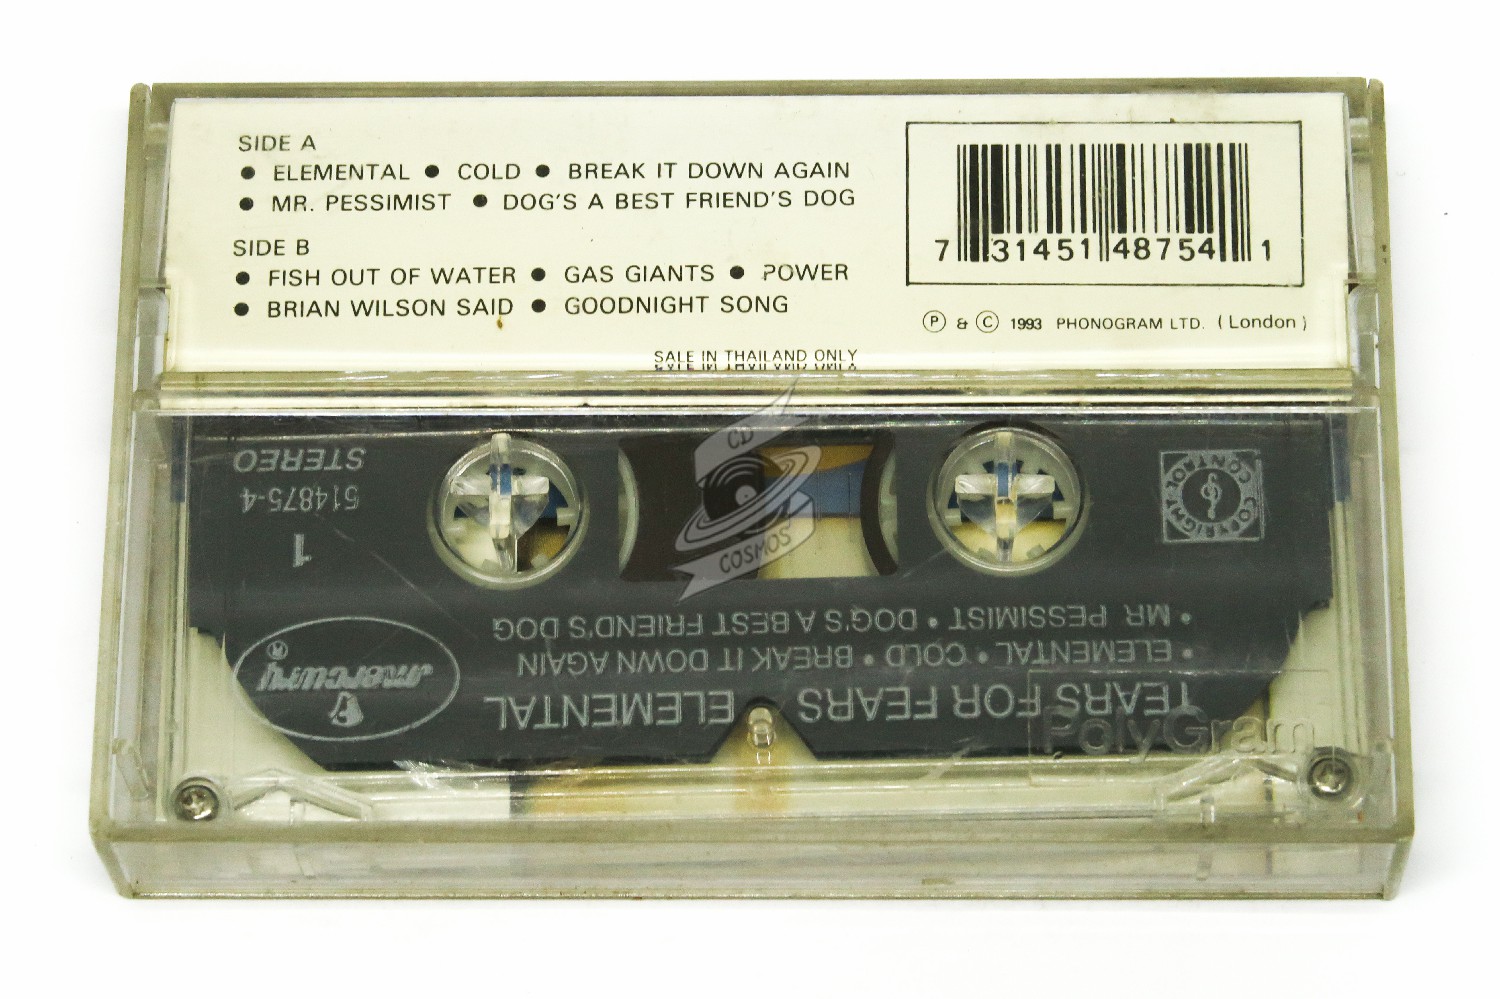 SIDE A
● ELEMENTAL ● COLD ● BREAK IT DOWN AGAIN
● MR. PESSIMIST ● DOG'S A BEST FRIEND'S DOG
SIDE B
● FISH OUT OF WATER ● GAS GIANTS ● POWER
● BRIAN WILSON SAID ● GOODNIGHT SONG
7 31451 48754 1
Ⓟ & Ⓒ 1993 PHONOGRAM LTD. (London)
SALE IN THAILAND ONLY
CD
COSMOS
TEARS FOR FEARS ELEMENTAL
• ELEMENTAL • COLD • BREAK IT DOWN AGAIN
• MR. PESSIMIST • DOG'S A BEST FRIEND'S DOG
mercury ®
1
514875-4
STEREO
COPYRIGHT CONTROL
PolyGram